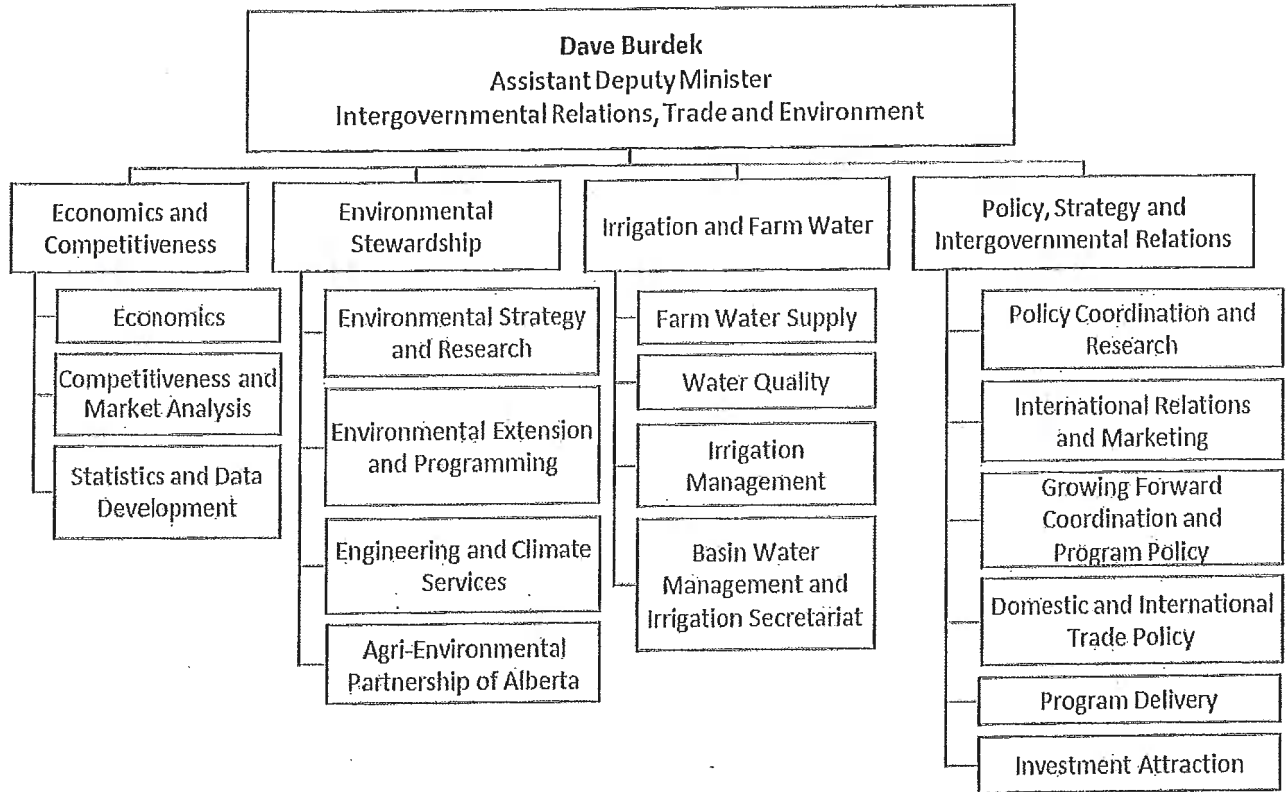 Dave Burdek
Assistant Deputy Minister
Intergovernmental Relations, Trade and Environment
Economics and
Competitiveness
Economics
Competitiveness and
Market Analysis
Statistics and Data
Development
Environmental
Stewardship
Environmental Strategy
and Research
Environmental Extension
and Programming
Engineering and Climate
Services
Agri-Environmental
Partnership of Alberta
Irrigation and Farm Water
Farm Water Supply
Water Quality
Irrigation
Management
Basin Water
Management and
Irrigation Secretariat
Policy, Strategy and
Intergovernmental Relations
Policy Coordination and
Research
International Relations
and Marketing
Growing Forward
Coordination and
Program Policy
Domestic and International
Trade Policy
Program Delivery
Investment Attraction